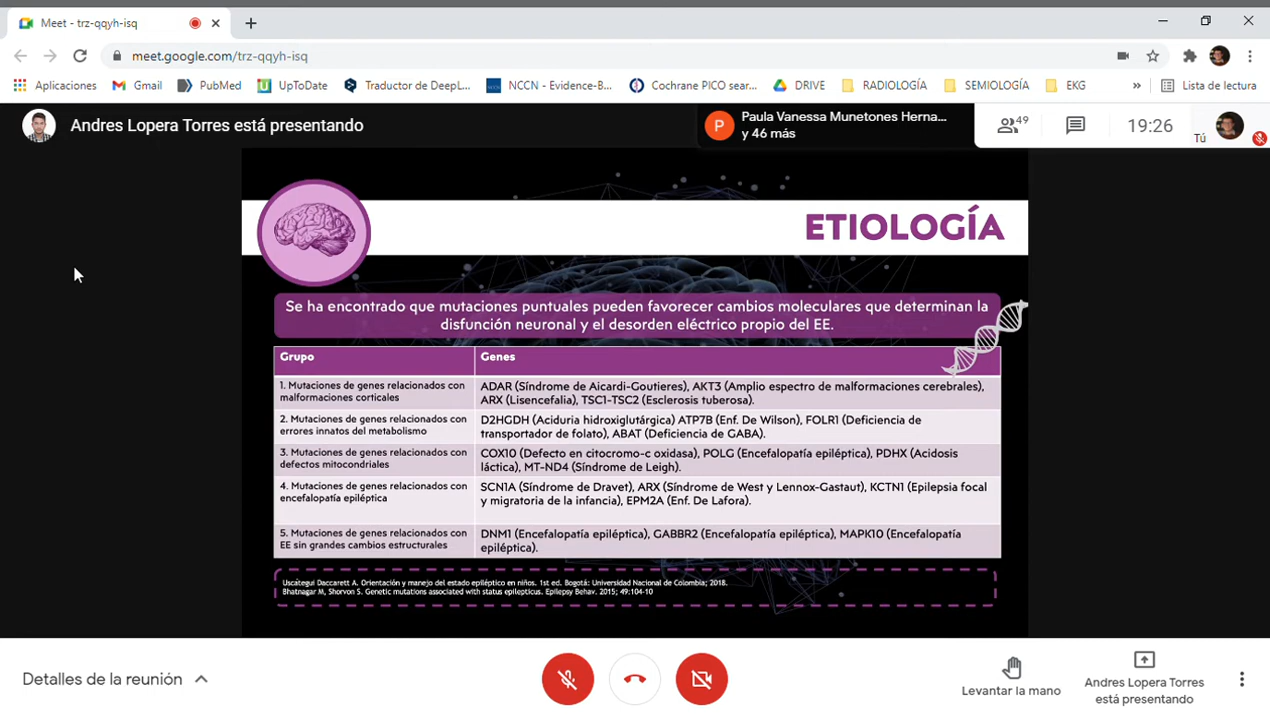 Meet - trz-qqyh-isq
meet.google.com/trz-qqyh-isq
Aplicaciones
Gmail
PubMed
UpToDate
Traductor de DeepL...
NCCN - Evidence-B...
Cochrane PICO sear...
DRIVE
RADIOLOGÍA
SEMIOLOGÍA
EKG
»
Lista de lectura
Andres Lopera Torres está presentando
P
Paula Vanessa Munetones Herna...
y 46 más
49
19:26
Tú
ETIOLOGÍA
Se ha encontrado que mutaciones puntuales pueden favorecer cambios moleculares que determinan la
disfunción neuronal y el desorden eléctrico propio del EE.
Grupo
Genes
1. Mutaciones de genes relacionados con
malformaciones corticales
ADAR (Síndrome de Aicardi-Goutieres), AKT3 (Amplio espectro de malformaciones cerebrales),
ARX (Lisencefalia), TSC1-TSC2 (Esclerosis tuberosa).
2. Mutaciones de genes relacionados con
errores innatos del metabolismo
D2HGDH (Aciduria hidroxiglutárgica) ATP7B (Enf. De Wilson), FOLR1 (Deficiencia de
transportador de folato), ABAT (Deficiencia de GABA).
3. Mutaciones de genes relacionados con
defectos mitocondriales
COX10 (Defecto en citocromo-c oxidasa), POLG (Encefalopatía epiléptica), PDHX (Acidosis
láctica), MT-ND4 (Síndrome de Leigh).
4. Mutaciones de genes relacionados con
encefalopatía epiléptica
SCN1A (Síndrome de Dravet), ARX (Síndrome de West y Lennox-Gastaut), KCTN1 (Epilepsia focal
y migratoria de la infancia), EPM2A (Enf. De Lafora).
5. Mutaciones de genes relacionados con
EE sin grandes cambios estructurales
DNM1 (Encefalopatía epiléptica), GABBR2 (Encefalopatía epiléptica), MAPK10 (Encefalopatía
epiléptica).
Uscátegui Daccarett A. Orientación y manejo del estado epiléptico en niños. 1st ed. Bogotá: Universidad Nacional de Colombia; 2018.
Bhatnagar M, Shorvon S. Genetic mutations associated with status epilepticus. Epilepsy Behav. 2015; 49:104-10
Detalles de la reunión
Levantar la mano
Andres Lopera Torres
está presentando